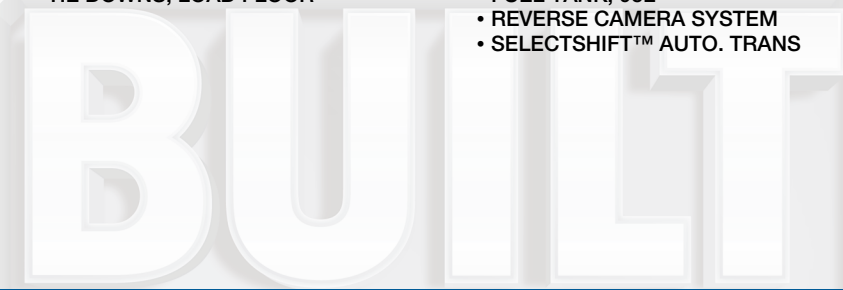 • REVERSE CAMERA SYSTEM
• SELECTSHIFT™ AUTO. TRANS
BUILT